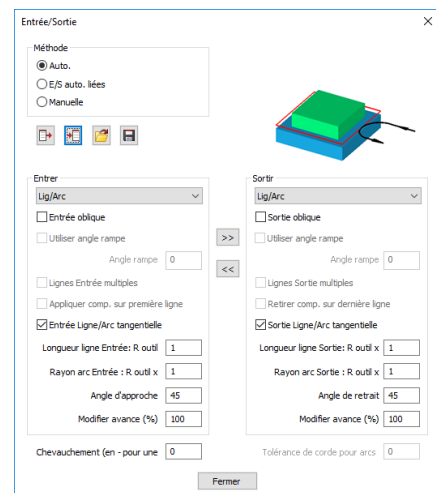 Entrée/Sortie
Méthode
Auto.
E/S auto. liées
Manuelle
Entrer
Lig/Arc
Entrée oblique
Utiliser angle rampe
Angle rampe 0
Lignes Entrée multiples
Appliquer comp. sur première ligne
Entrée Ligne/Arc tangentielle
Longueur ligne Entrée: R outil 1
Rayon arc Entrée : R outil x 1
Angle d'approche 45
Modifier avance (%) 100
Chevauchement (en - pour une 0
>>
<<
Sortir
Lig/Arc
Sortie oblique
Utiliser angle rampe
Angle rampe 0
Lignes Sortie multiples
Retirer comp. sur dernière ligne
Sortie Ligne/Arc tangentielle
Longueur ligne Sortie: R outil x 1
Rayon arc Sortie : R outil x 1
Angle de retrait 45
Modifier avance (%) 100
Tolérance de corde pour arcs 0
Fermer